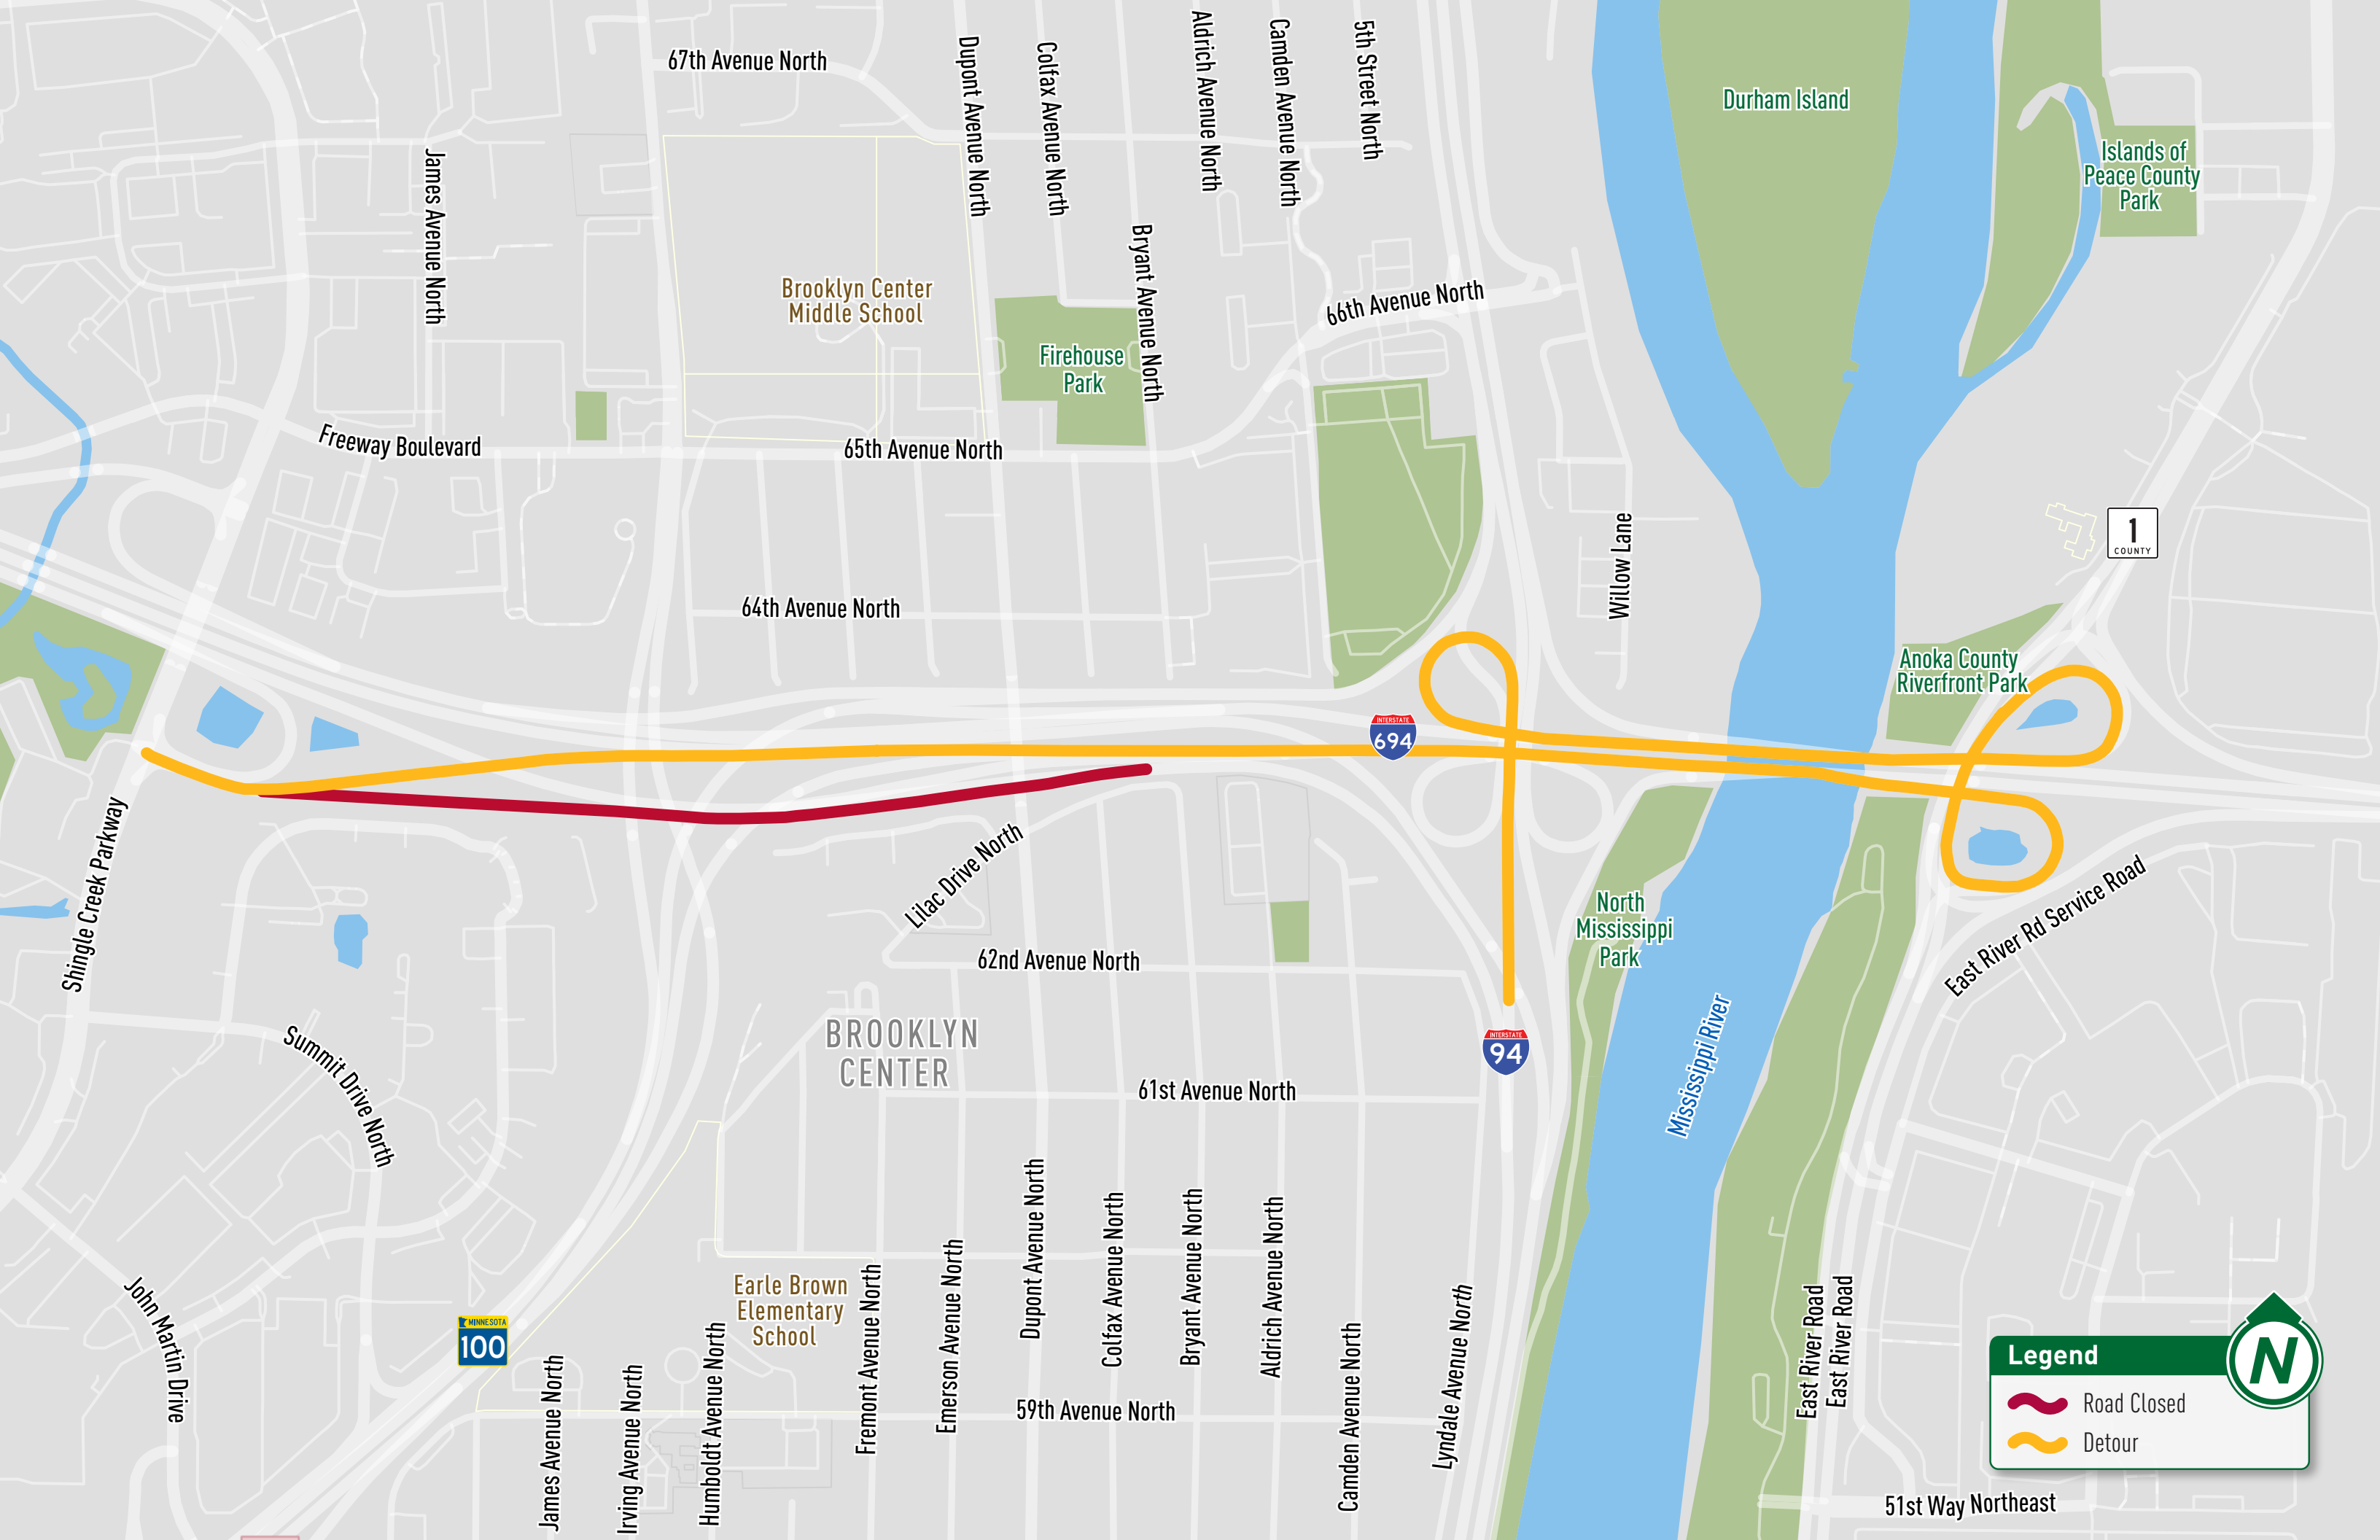 67th Avenue North
Dupont Avenue North
Colfax Avenue North
Aldrich Avenue North
Camden Avenue North
5th Street North
Durham Island
Islands of
Peace County
Park
James Avenue North
Bryant Avenue North
Brooklyn Center
Middle School
66th Avenue North
Firehouse
Park
Freeway Boulevard
65th Avenue North
Willow Lane
1
COUNTY
64th Avenue North
Anoka County
Riverfront Park
INTERSTATE
694
Shingle Creek Parkway
Lilac Drive North
North
Mississippi
Park
East River Rd Service Road
62nd Avenue North
BROOKLYN
CENTER
INTERSTATE
94
Mississippi River
Summit Drive North
61st Avenue North
John Martin Drive
MINNESOTA
100
Earle Brown
Elementary
School
James Avenue North
Irving Avenue North
Humboldt Avenue North
Fremont Avenue North
Emerson Avenue North
Dupont Avenue North
Colfax Avenue North
Bryant Avenue North
Aldrich Avenue North
Camden Avenue North
Lyndale Avenue North
59th Avenue North
East River Road
East River Road
51st Way Northeast
N
Legend
Road Closed
Detour